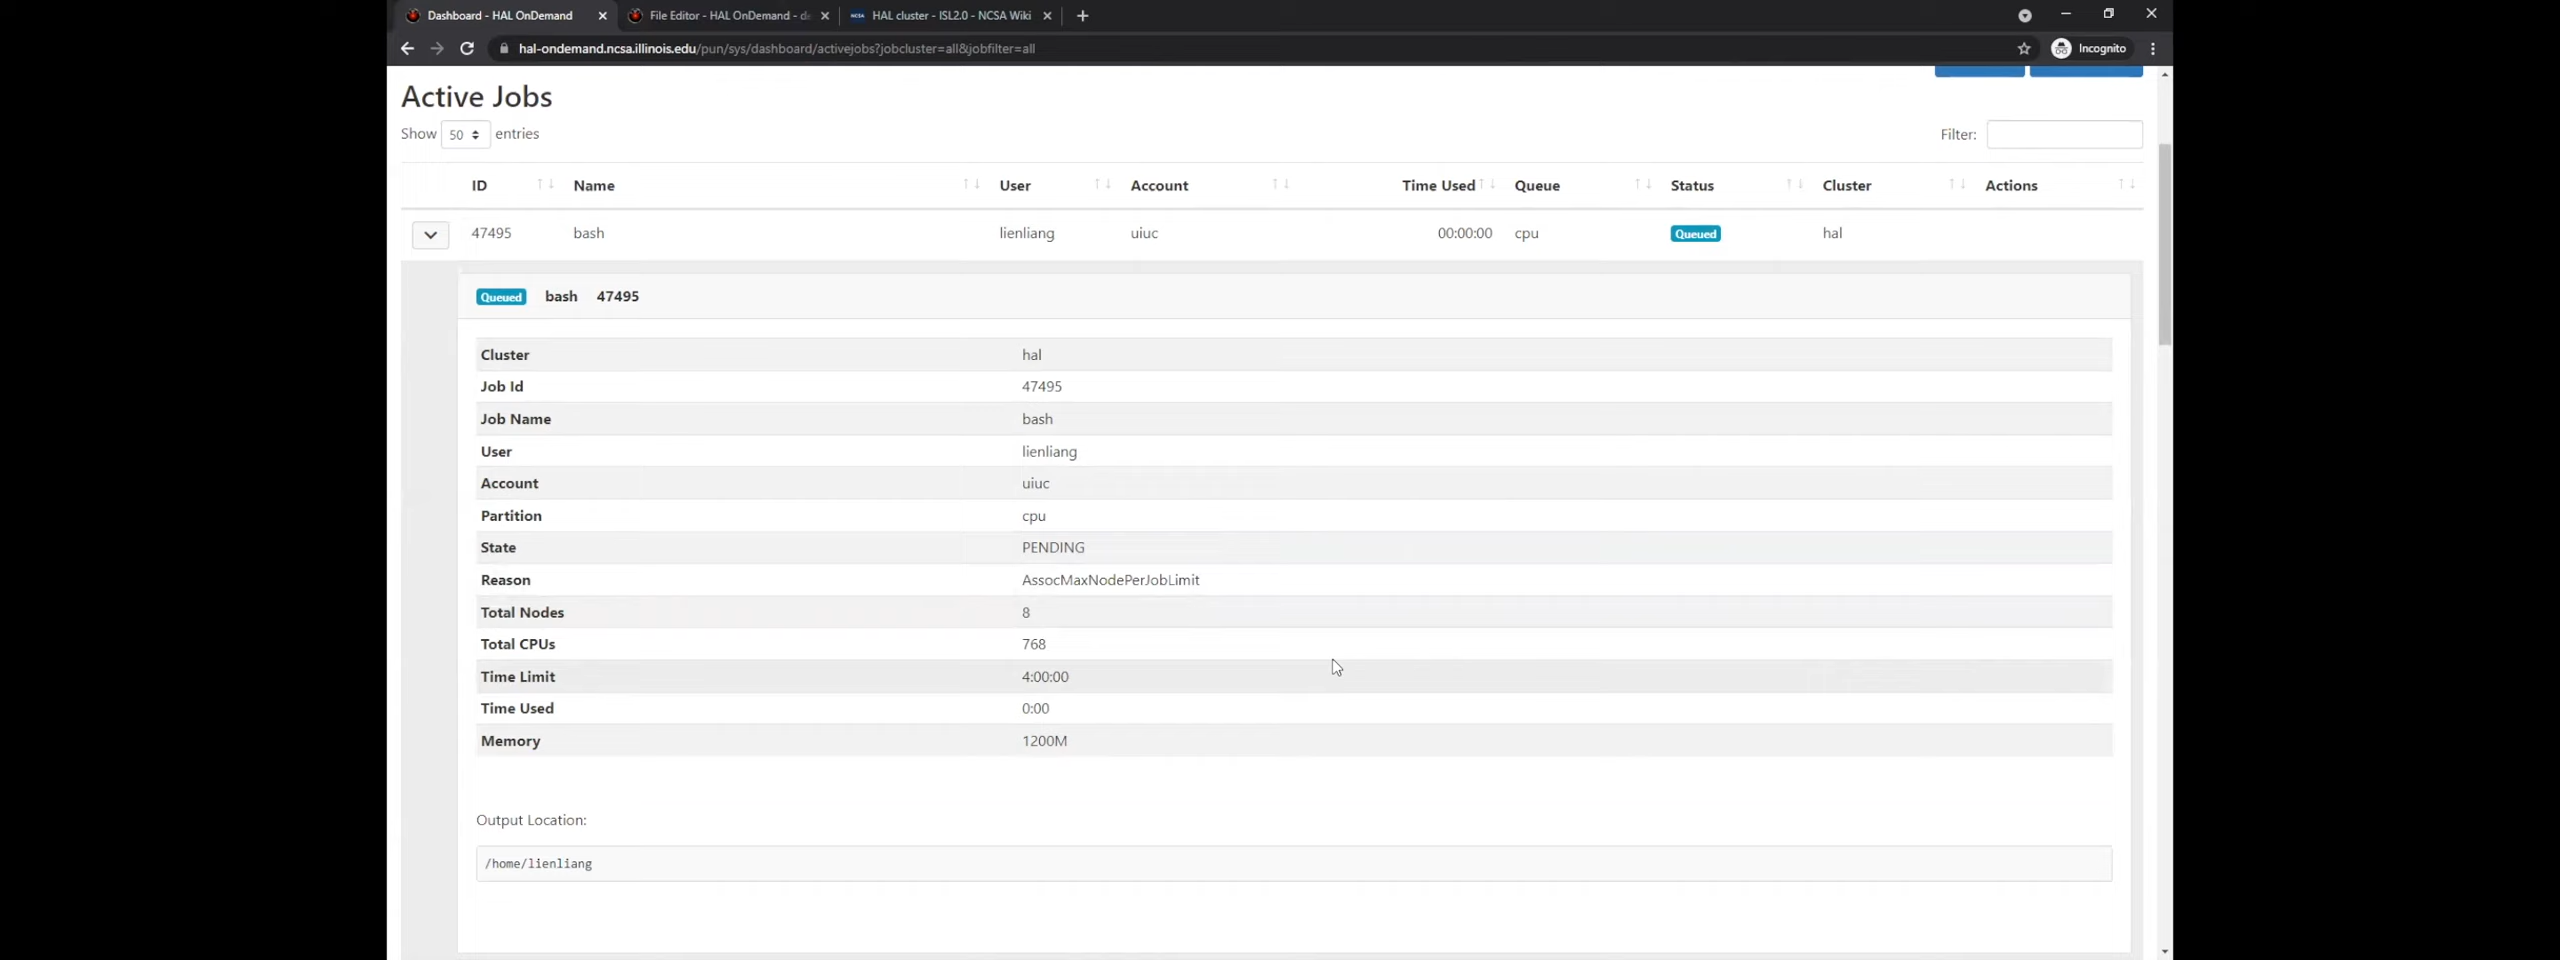 Dashboard - HAL OnDemand
File Editor - HAL OnDemand - d
HAL cluster - ISL2.0 - NCSA Wiki
hal-ondemand.ncsa.illinois.edu/pun/sys/dashboard/activejobs?jobcluster=all&jobfilter=all
Incognito
Active Jobs
Show 50 entries
Filter:
ID Name User Account Time Used Queue Status Cluster Actions
47495 bash lienliang uiuc 00:00:00 cpu Queued hal
Queued bash 47495
Cluster hal
Job Id 47495
Job Name bash
User lienliang
Account uiuc
Partition cpu
State PENDING
Reason AssocMaxNodePerJobLimit
Total Nodes 8
Total CPUs 768
Time Limit 4:00:00
Time Used 0:00
Memory 1200M
Output Location:
/home/lienliang